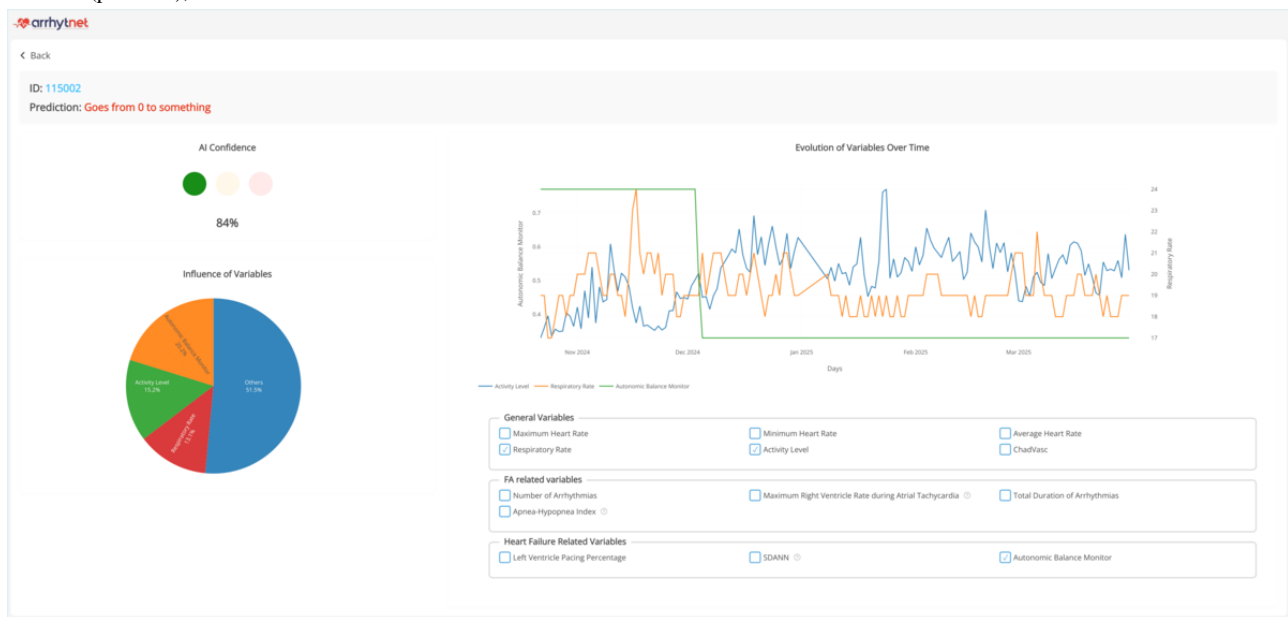 arrhytnet
Back
ID: 115002
Prediction: Goes from 0 to something
AI Confidence
84%
Influence of Variables
Autonomic Balance Monitor
Others
51.5%
Activity Level
15.2%
Respiratory Rate
13.1%
Evolution of Variables Over Time
Autonomic Balance Monitor
0.7
0.6
0.5
0.4
24
23
22
21
20
19
18
17
Respiratory Rate
Nov 2024 Dec 2024 Jan 2025 Feb 2025 Mar 2025
Days
Activity Level Respiratory Rate Autonomic Balance Monitor
General Variables
Maximum Heart Rate Minimum Heart Rate Average Heart Rate
Respiratory Rate Activity Level ChadVasc
FA related variables
Number of Arrhythmias Maximum Right Ventricle Rate during Atrial Tachycardia Total Duration of Arrhythmias
Apnea-Hypopnea Index
Heart Failure Related Variables
Left Ventricle Pacing Percentage SDANN Autonomic Balance Monitor